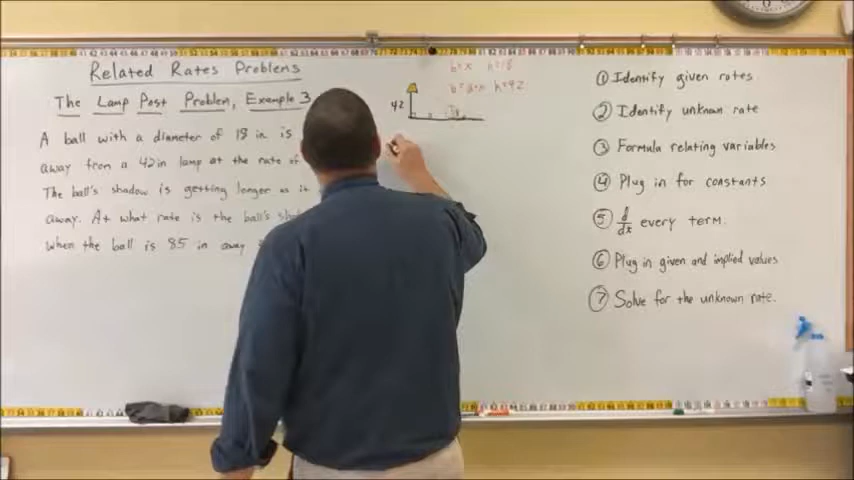 Related Rates Problems
The Lamp Post Problem, Example 3
A ball with a diameter of 18 in is
away from a 42in lamp at the rate of
The ball's shadow is getting longer as it
away. At what rate is the ball's
when the ball is 85 in away
42
b=x h=18
h=42
① Identify given rates
② Identify unknown rate
③ Formula relating variables
④ Plug in for constants
⑤ d/dx every term.
⑥ Plug in given and implied values
⑦ Solve for the unknown rate.